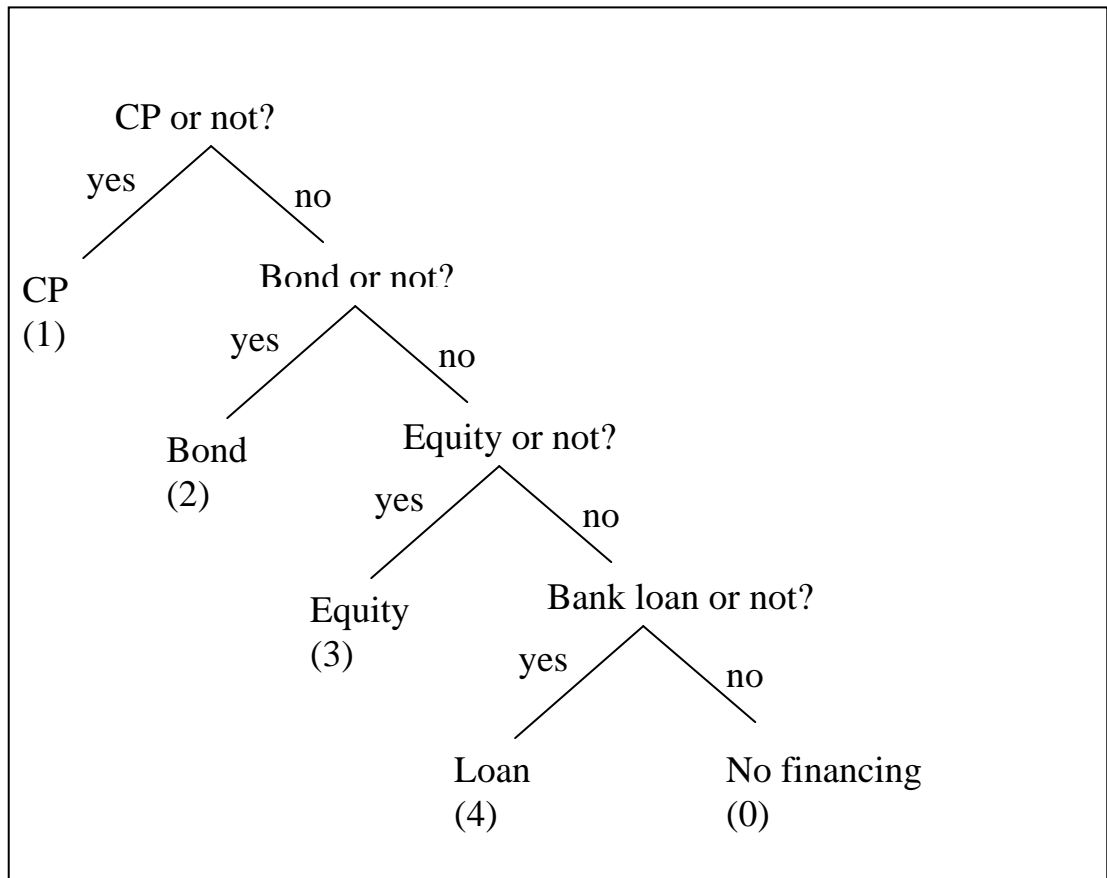 CP or not?
yes
no
CP
(1)
Bond or not?
yes
no
Bond
(2)
Equity or not?
yes
no
Equity
(3)
Bank loan or not?
yes
no
Loan
(4)
No financing
(0)